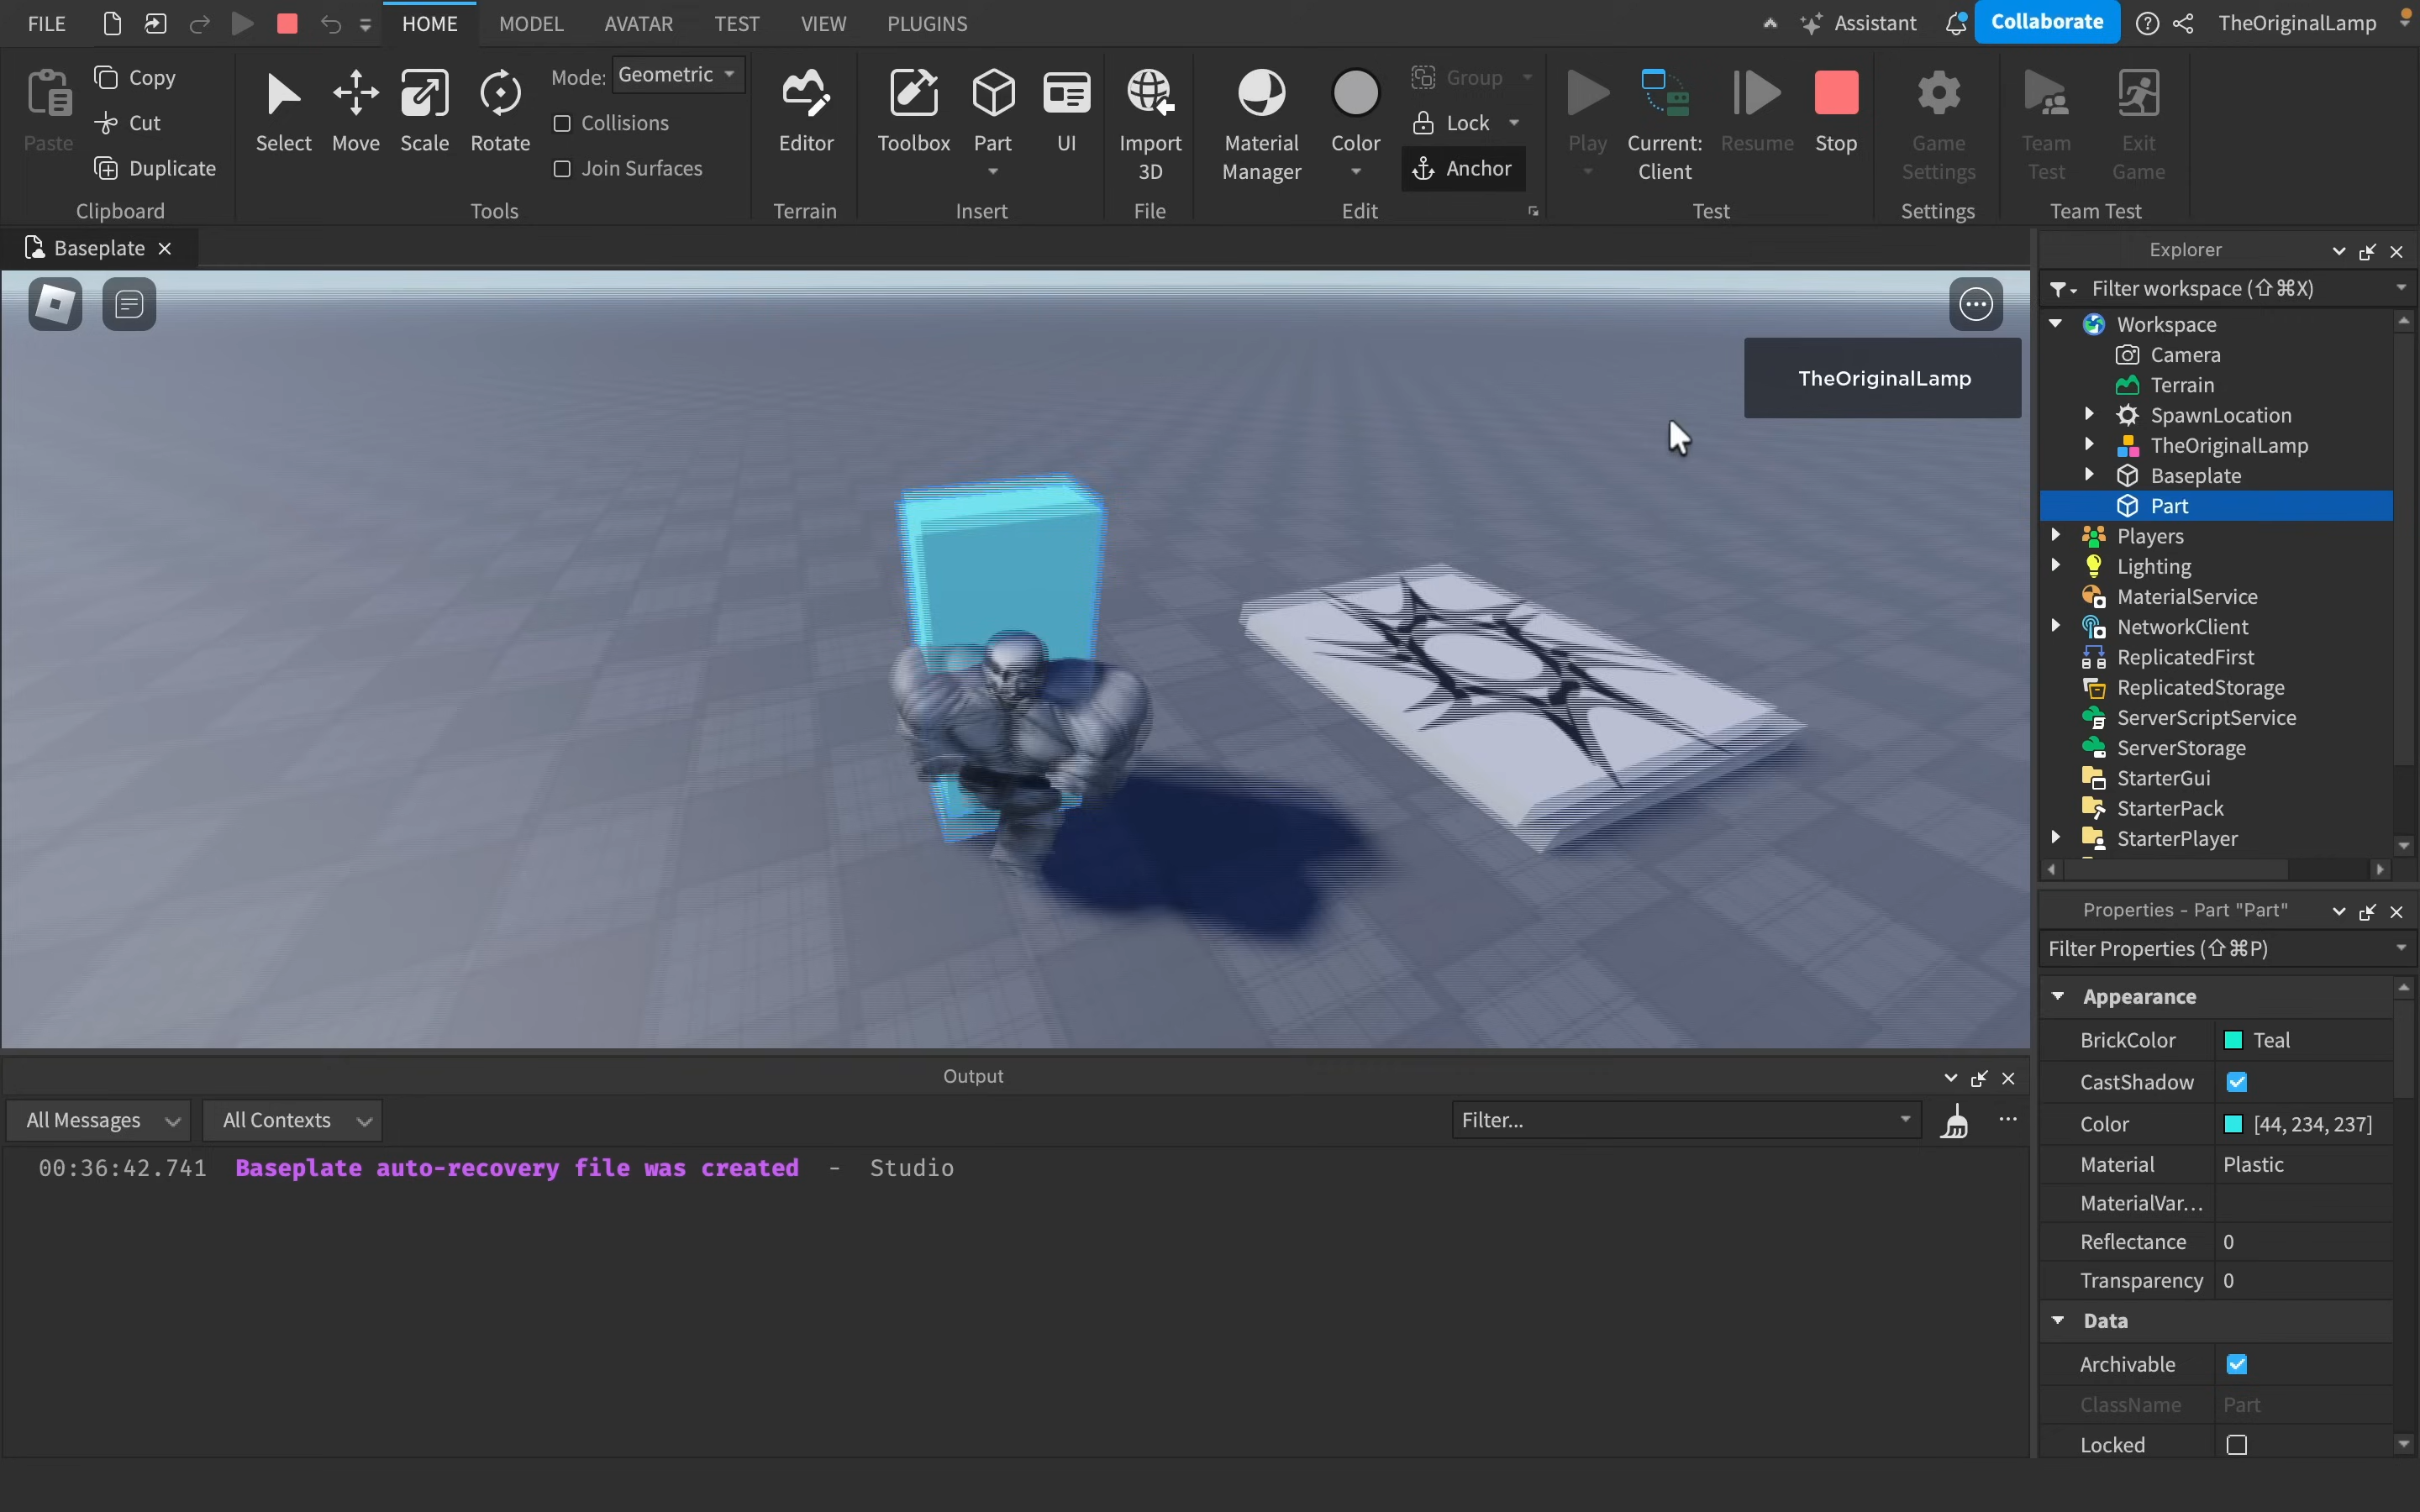 FILE HOME MODEL AVATAR TEST VIEW PLUGINS Assistant Collaborate TheOriginalLamp
Paste Copy Cut Duplicate
Clipboard
Select Move Scale Rotate Mode: Geometric
Collisions
Join Surfaces
Tools
Editor
Terrain
Toolbox Part UI
Insert
Import 3D
File
Material Manager Color Group
Lock
Anchor
Edit
Play Current: Client Resume Stop
Test
Game Settings
Settings
Team Test Exit Game
Team Test
Baseplate
TheOriginalLamp
Explorer
Filter workspace (⇧⌘X)
Workspace
Camera
Terrain
SpawnLocation
TheOriginalLamp
Baseplate
Part
Players
Lighting
MaterialService
NetworkClient
ReplicatedFirst
ReplicatedStorage
ServerScriptService
ServerStorage
StarterGui
StarterPack
StarterPlayer
Properties - Part "Part"
Filter Properties (⇧⌘P)
Appearance
BrickColor Teal
CastShadow
Color [44, 234, 237]
Material Plastic
MaterialVar...
Reflectance 0
Transparency 0
Data
Archivable
ClassName Part
Locked
Output
All Messages All Contexts Filter...
00:36:42.741 Baseplate auto-recovery file was created - Studio